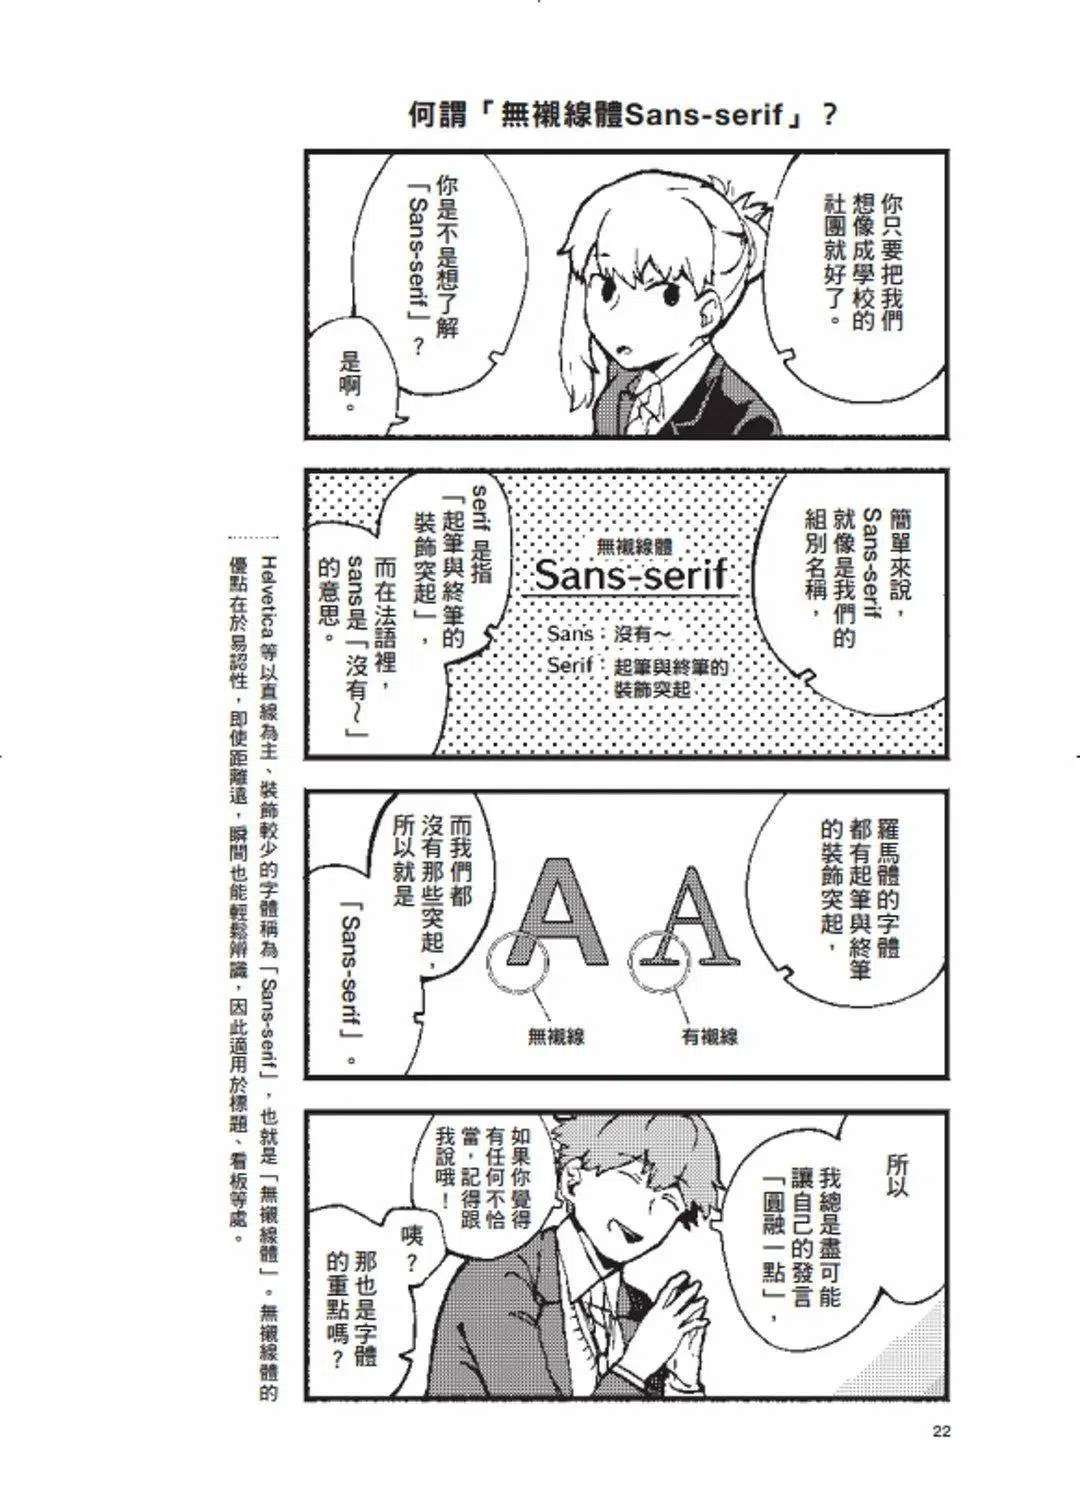 何謂「無襯線體Sans-serif」？
你只要把我們
想像成學校的
社團就好了。
你是不是想了解
「Sans-serif」？
是啊。
簡單來說，
Sans-serif
就像是我們的
組別名稱，
無襯線體
Sans-serif
Sans：沒有～
Serif：起筆與終筆的
裝飾突起
serif 是指
「起筆與終筆的
裝飾突起」，
而在法語裡，
sans是「沒有～」
的意思。
羅馬體的字體
都有起筆與終筆
的裝飾突起，
A
A
有襯線
無襯線
而我們都
沒有那些突起，
所以就是
「Sans-serif」。
所以
我總是盡可能
讓自己的發言
「圓融一點」，
如果你覺得
有任何不恰
當，記得跟
我說哦！
咦？
那也是字體
的重點嗎？
Helvetica 等以直線為主、裝飾較少的字體稱為「Sans-serif」，也就是「無襯線體」。無襯線體的
優點在於易認性，即使距離遠，瞬間也能輕鬆辨識，因此適用於標題、看板等處。
22